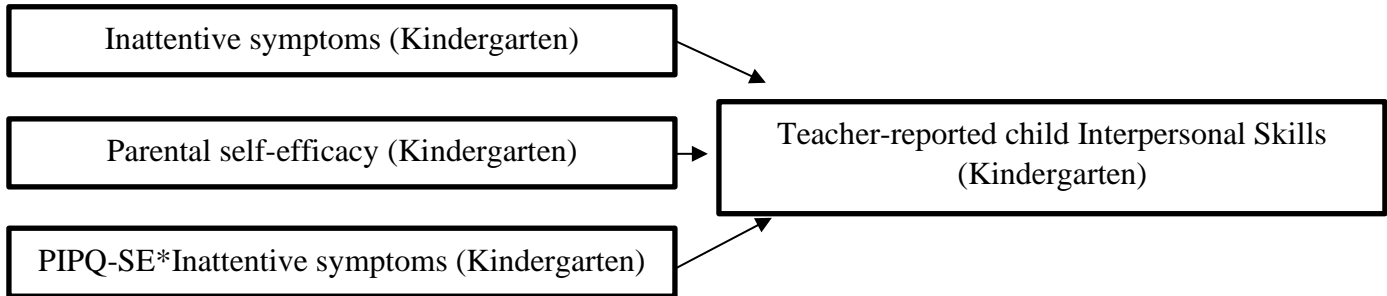 Inattentive symptoms (Kindergarten)
Parental self-efficacy (Kindergarten)
PIPQ-SE*Inattentive symptoms (Kindergarten)
Teacher-reported child Interpersonal Skills
(Kindergarten)